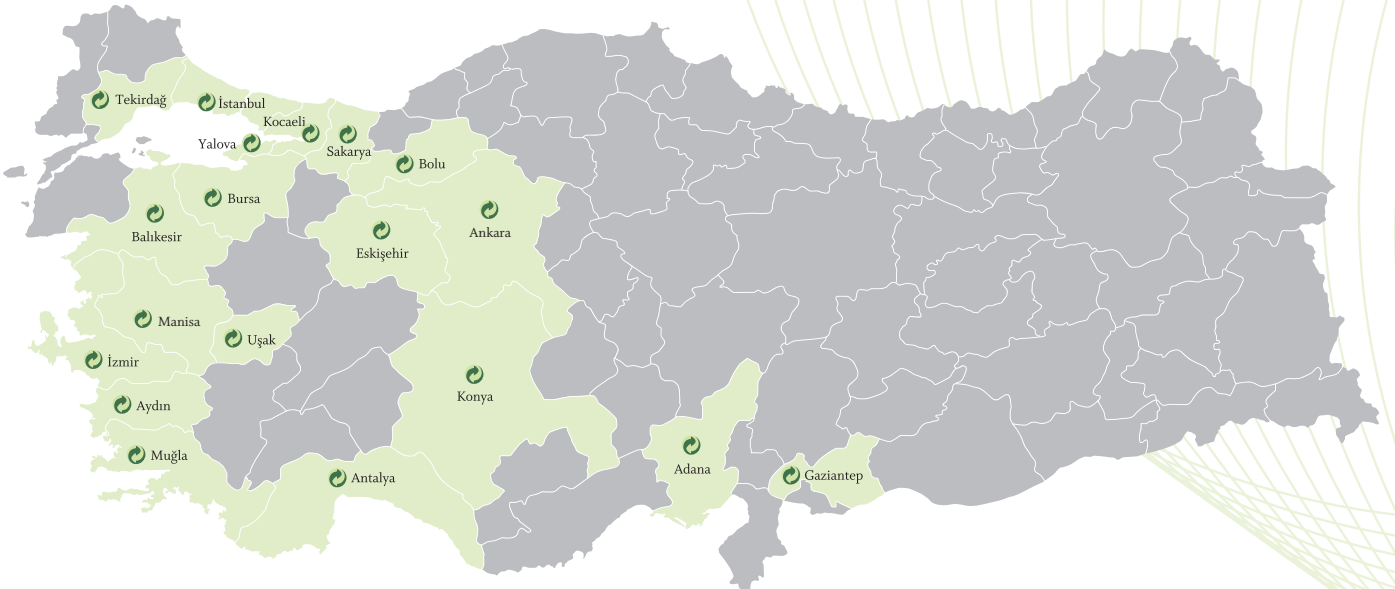 Tekirdağ
İstanbul
Kocaeli
Yalova
Sakarya
Bolu
Bursa
Balıkesir
Ankara
Eskişehir
Manisa
Uşak
İzmir
Konya
Aydın
Muğla
Antalya
Adana
Gaziantep